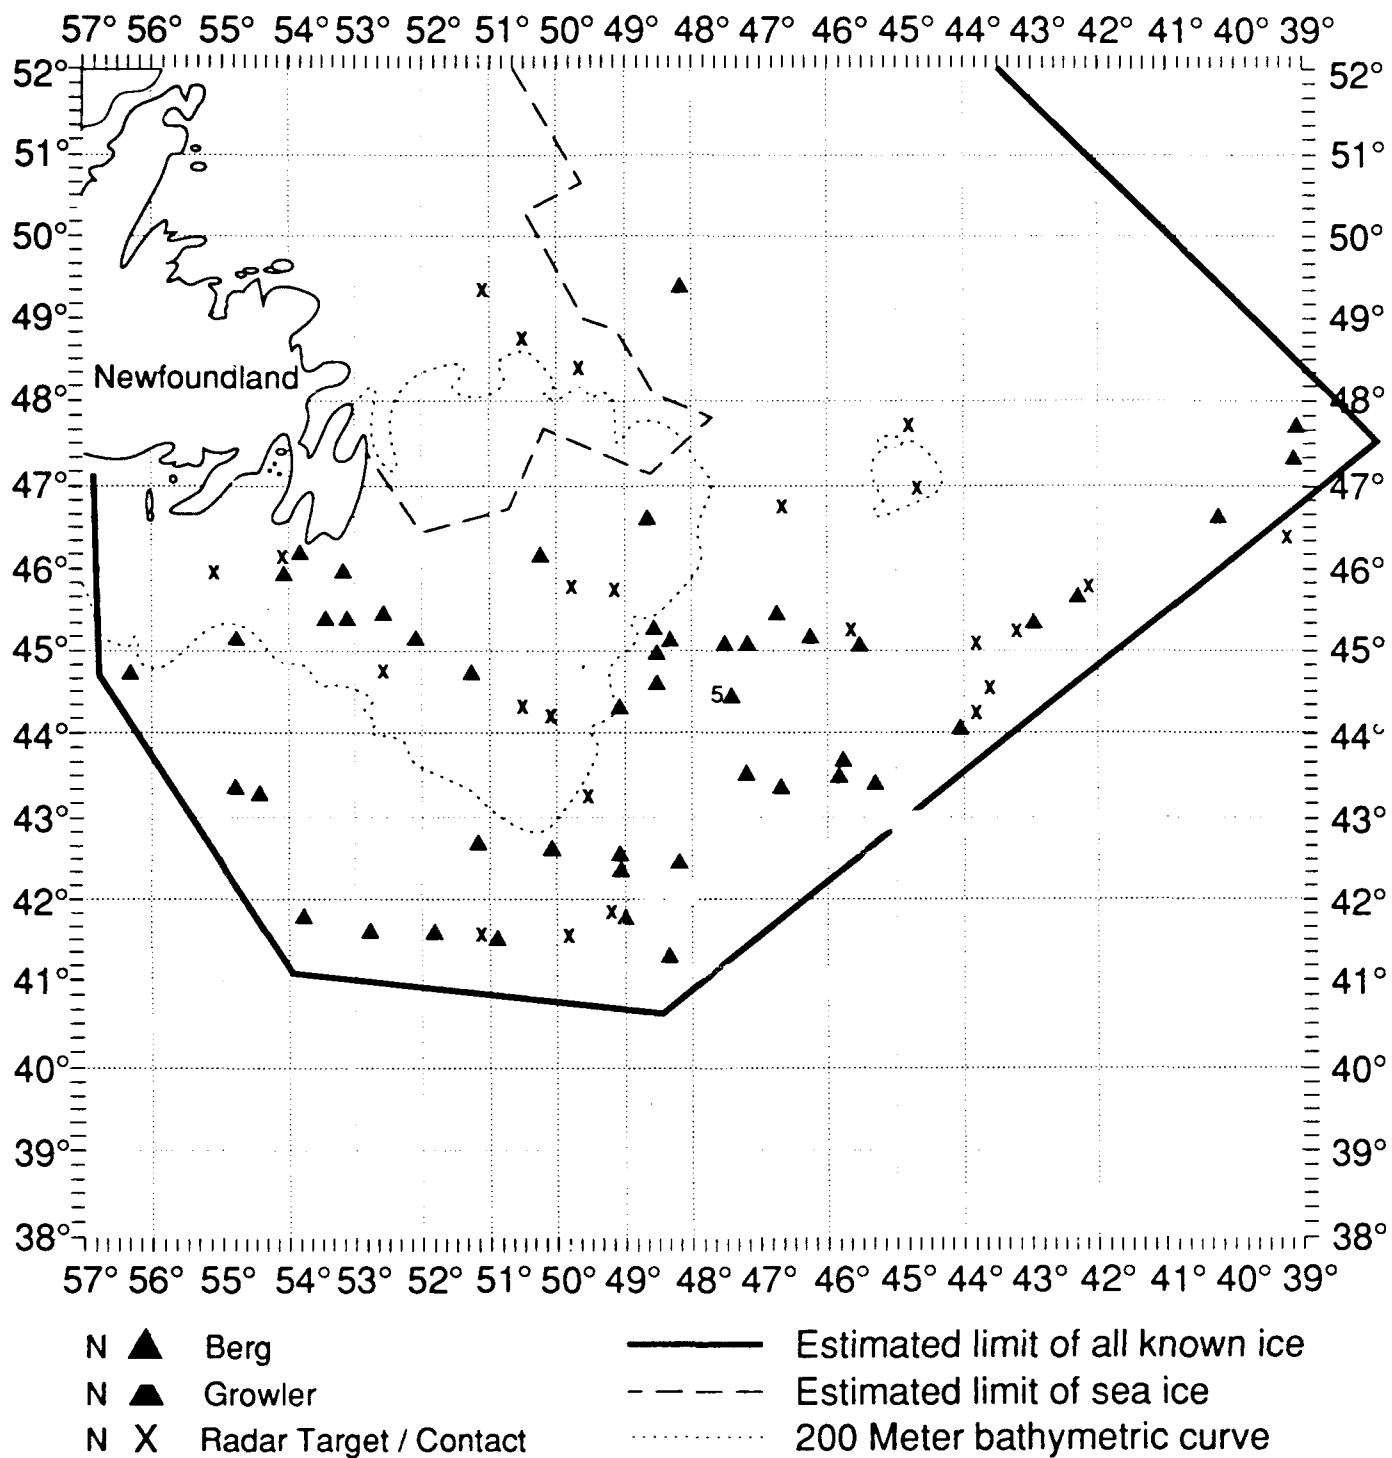 57° 56° 55° 54° 53° 52° 51° 50° 49° 48° 47° 46° 45° 44° 43° 42° 41° 40° 39°
52° 52°
51° 51°
50° 50°
49° 49°
Newfoundland
48° 48°
47° 47°
46° 46°
45° 45°
5
44° 44°
43° 43°
42° 42°
41° 41°
40° 40°
39° 39°
38° 38°
57° 56° 55° 54° 53° 52° 51° 50° 49° 48° 47° 46° 45° 44° 43° 42° 41° 40° 39°
N ▲ Berg
Estimated limit of all known ice
N Growler
Estimated limit of sea ice
N X Radar Target / Contact
200 Meter bathymetric curve